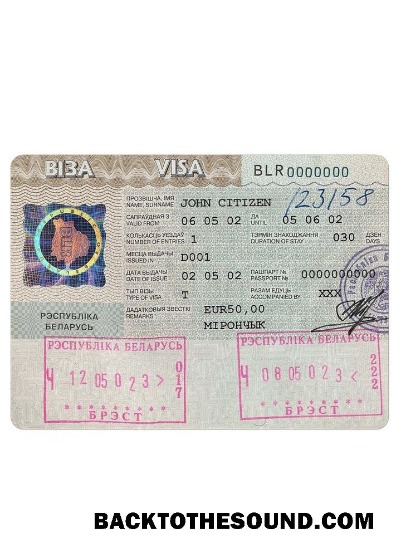 ВІЗА VISA BLR0000000
ПРОЗВІШЧА, ІМЯ
NAME, SURNAME JOHN CITIZEN 123158
САПРАЎДНАЯ З ДА
VALID FROM 06 05 02 UNTIL 05 06 02
КОЛЬКАСЦЬ УЕЗДАЎ ТЭРМІН ЗНАХОДЖАННЯ ДЗЁН
NUMBER OF ENTRIES 1 DURATION OF STAY 030 DAYS
МЕСЦА ВЫДАЧЫ
ISSUED IN D001
ДАТА ВЫДАЧЫ ПАШПАРТ №
DATE OF ISSUE 02 05 02 PASSPORT № 0000000000
ТЫП ВІЗЫ РАЗАМ ЕДУЦЬ
TYPE OF VISA T ACCOMPANIED BY XXX
ДАДАТКОВЫЯ ЗВЕСТКІ
REMARKS EUR50,00
МІРОНЧЫК
РЭСПУБЛІКА
БЕЛАРУСЬ
РЭСПУБЛІКА БЕЛАРУСЬ
Ч 12 05 02 3 > 017
БРЭСТ
РЭСПУБЛІКА БЕЛАРУСЬ
Ч 08 05 02 3 < 222
БРЭСТ
BACKTOTHESOUND.COM